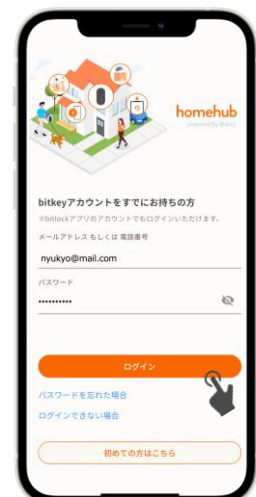 homehub
powered by Bitkey
bitkeyアカウントをすでにお持ちの方
※bitlockアプリのアカウントでもログインいただけます。
メールアドレス もしくは 電話番号
nyukyo@mail.com
パスワード
••••••••••
ログイン
パスワードを忘れた場合
ログインできない場合
初めての方はこちら